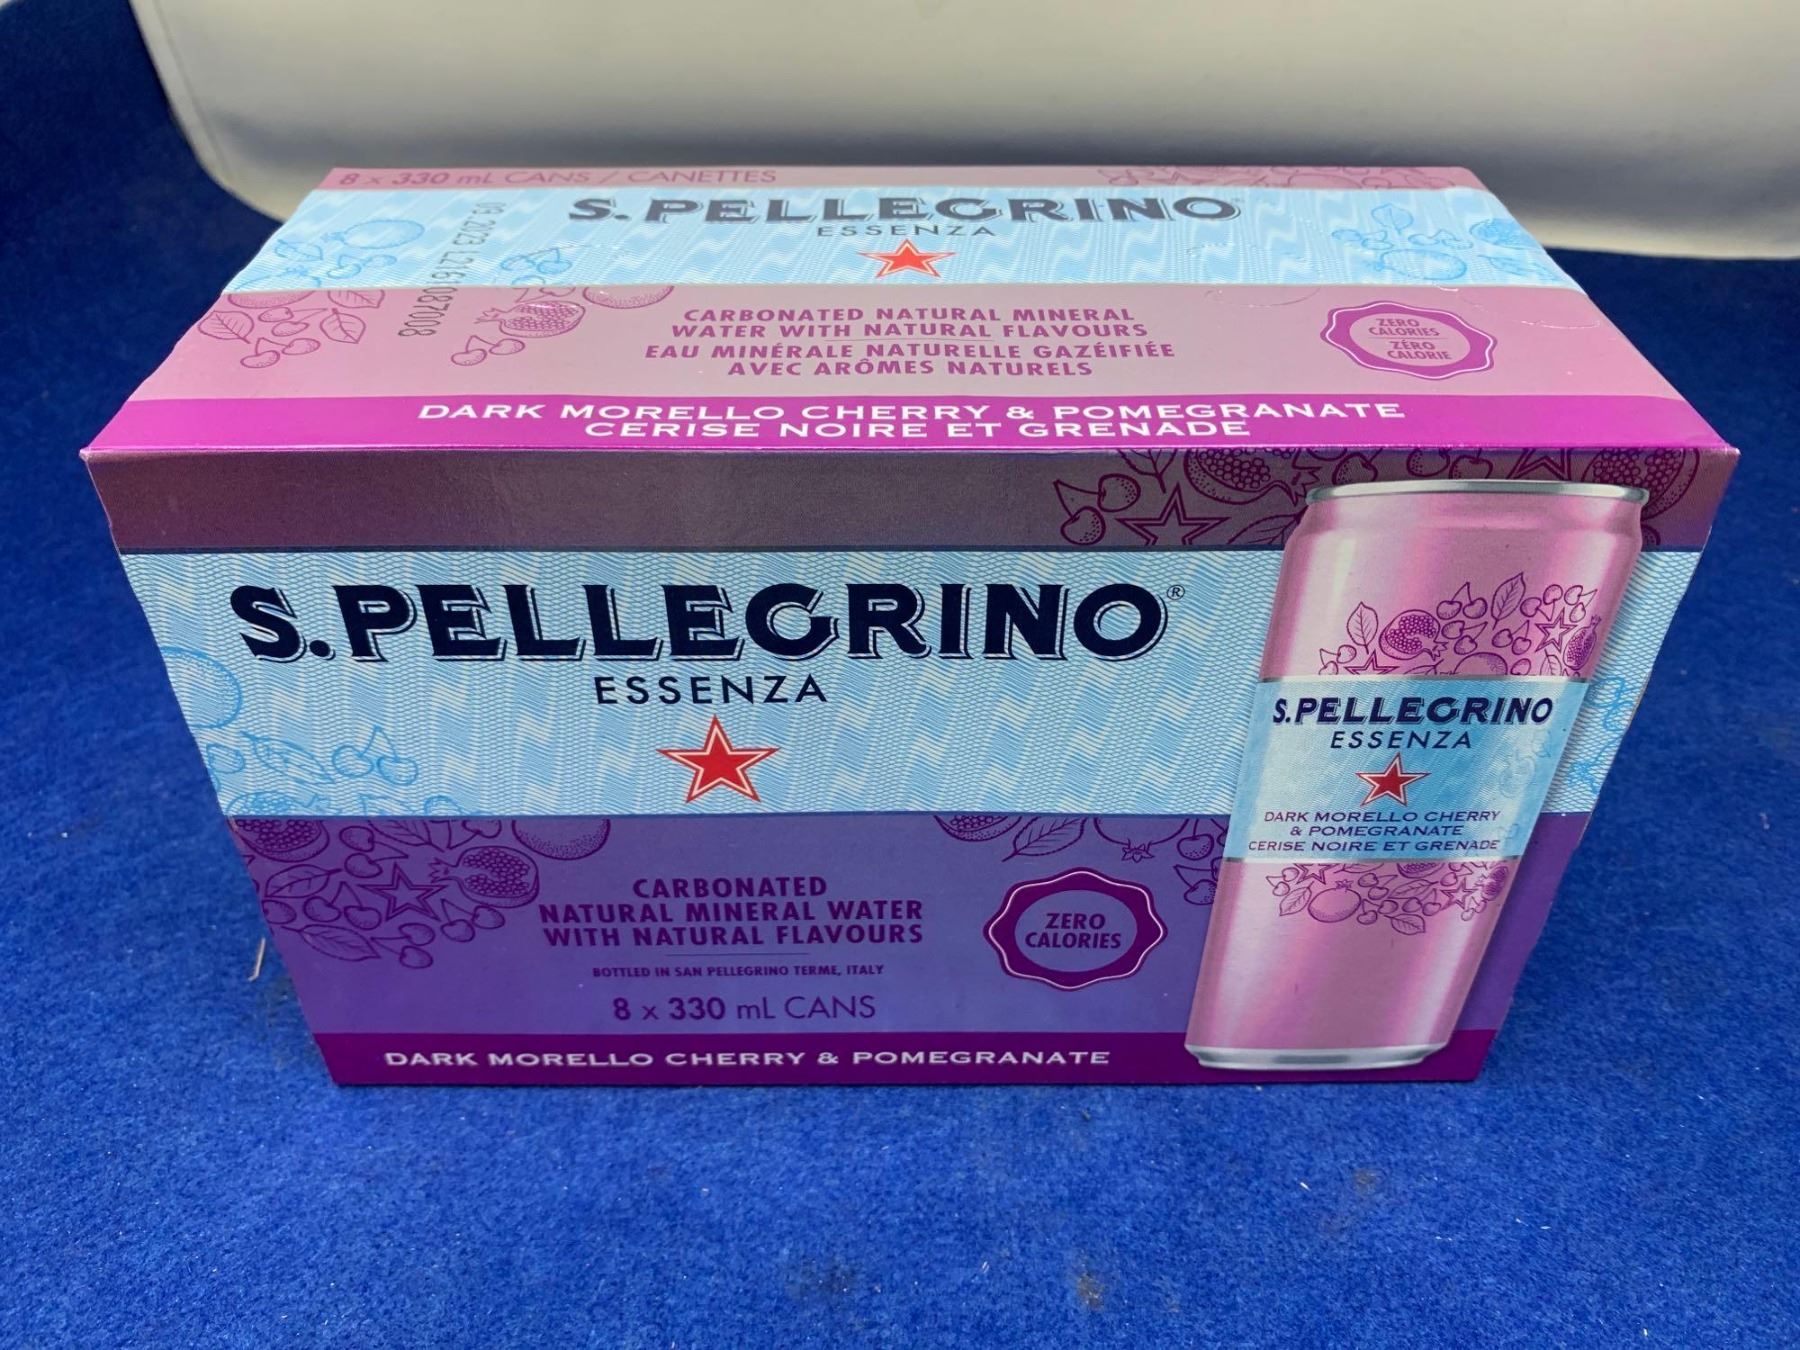 8 x 330 mL CANS / CANETTES
S.PELLEGRINO
ESSENZA
CARBONATED NATURAL MINERAL
WATER WITH NATURAL FLAVOURS
EAU MINÉRALE NATURELLE GAZÉIFIÉE
AVEC ARÔMES NATURELS
ZERO
CALORIES
ZÉRO
CALORIE
DARK MORELLO CHERRY & POMEGRANATE
CERISE NOIRE ET GRENADE
S.PELLEGRINO®
ESSENZA
CARBONATED
NATURAL MINERAL WATER
WITH NATURAL FLAVOURS
BOTTLED IN SAN PELLEGRINO TERME, ITALY
8 x 330 mL CANS
ZERO
CALORIES
DARK MORELLO CHERRY & POMEGRANATE
S.PELLEGRINO
ESSENZA
DARK MORELLO CHERRY
& POMEGRANATE
CERISE NOIRE ET GRENADE